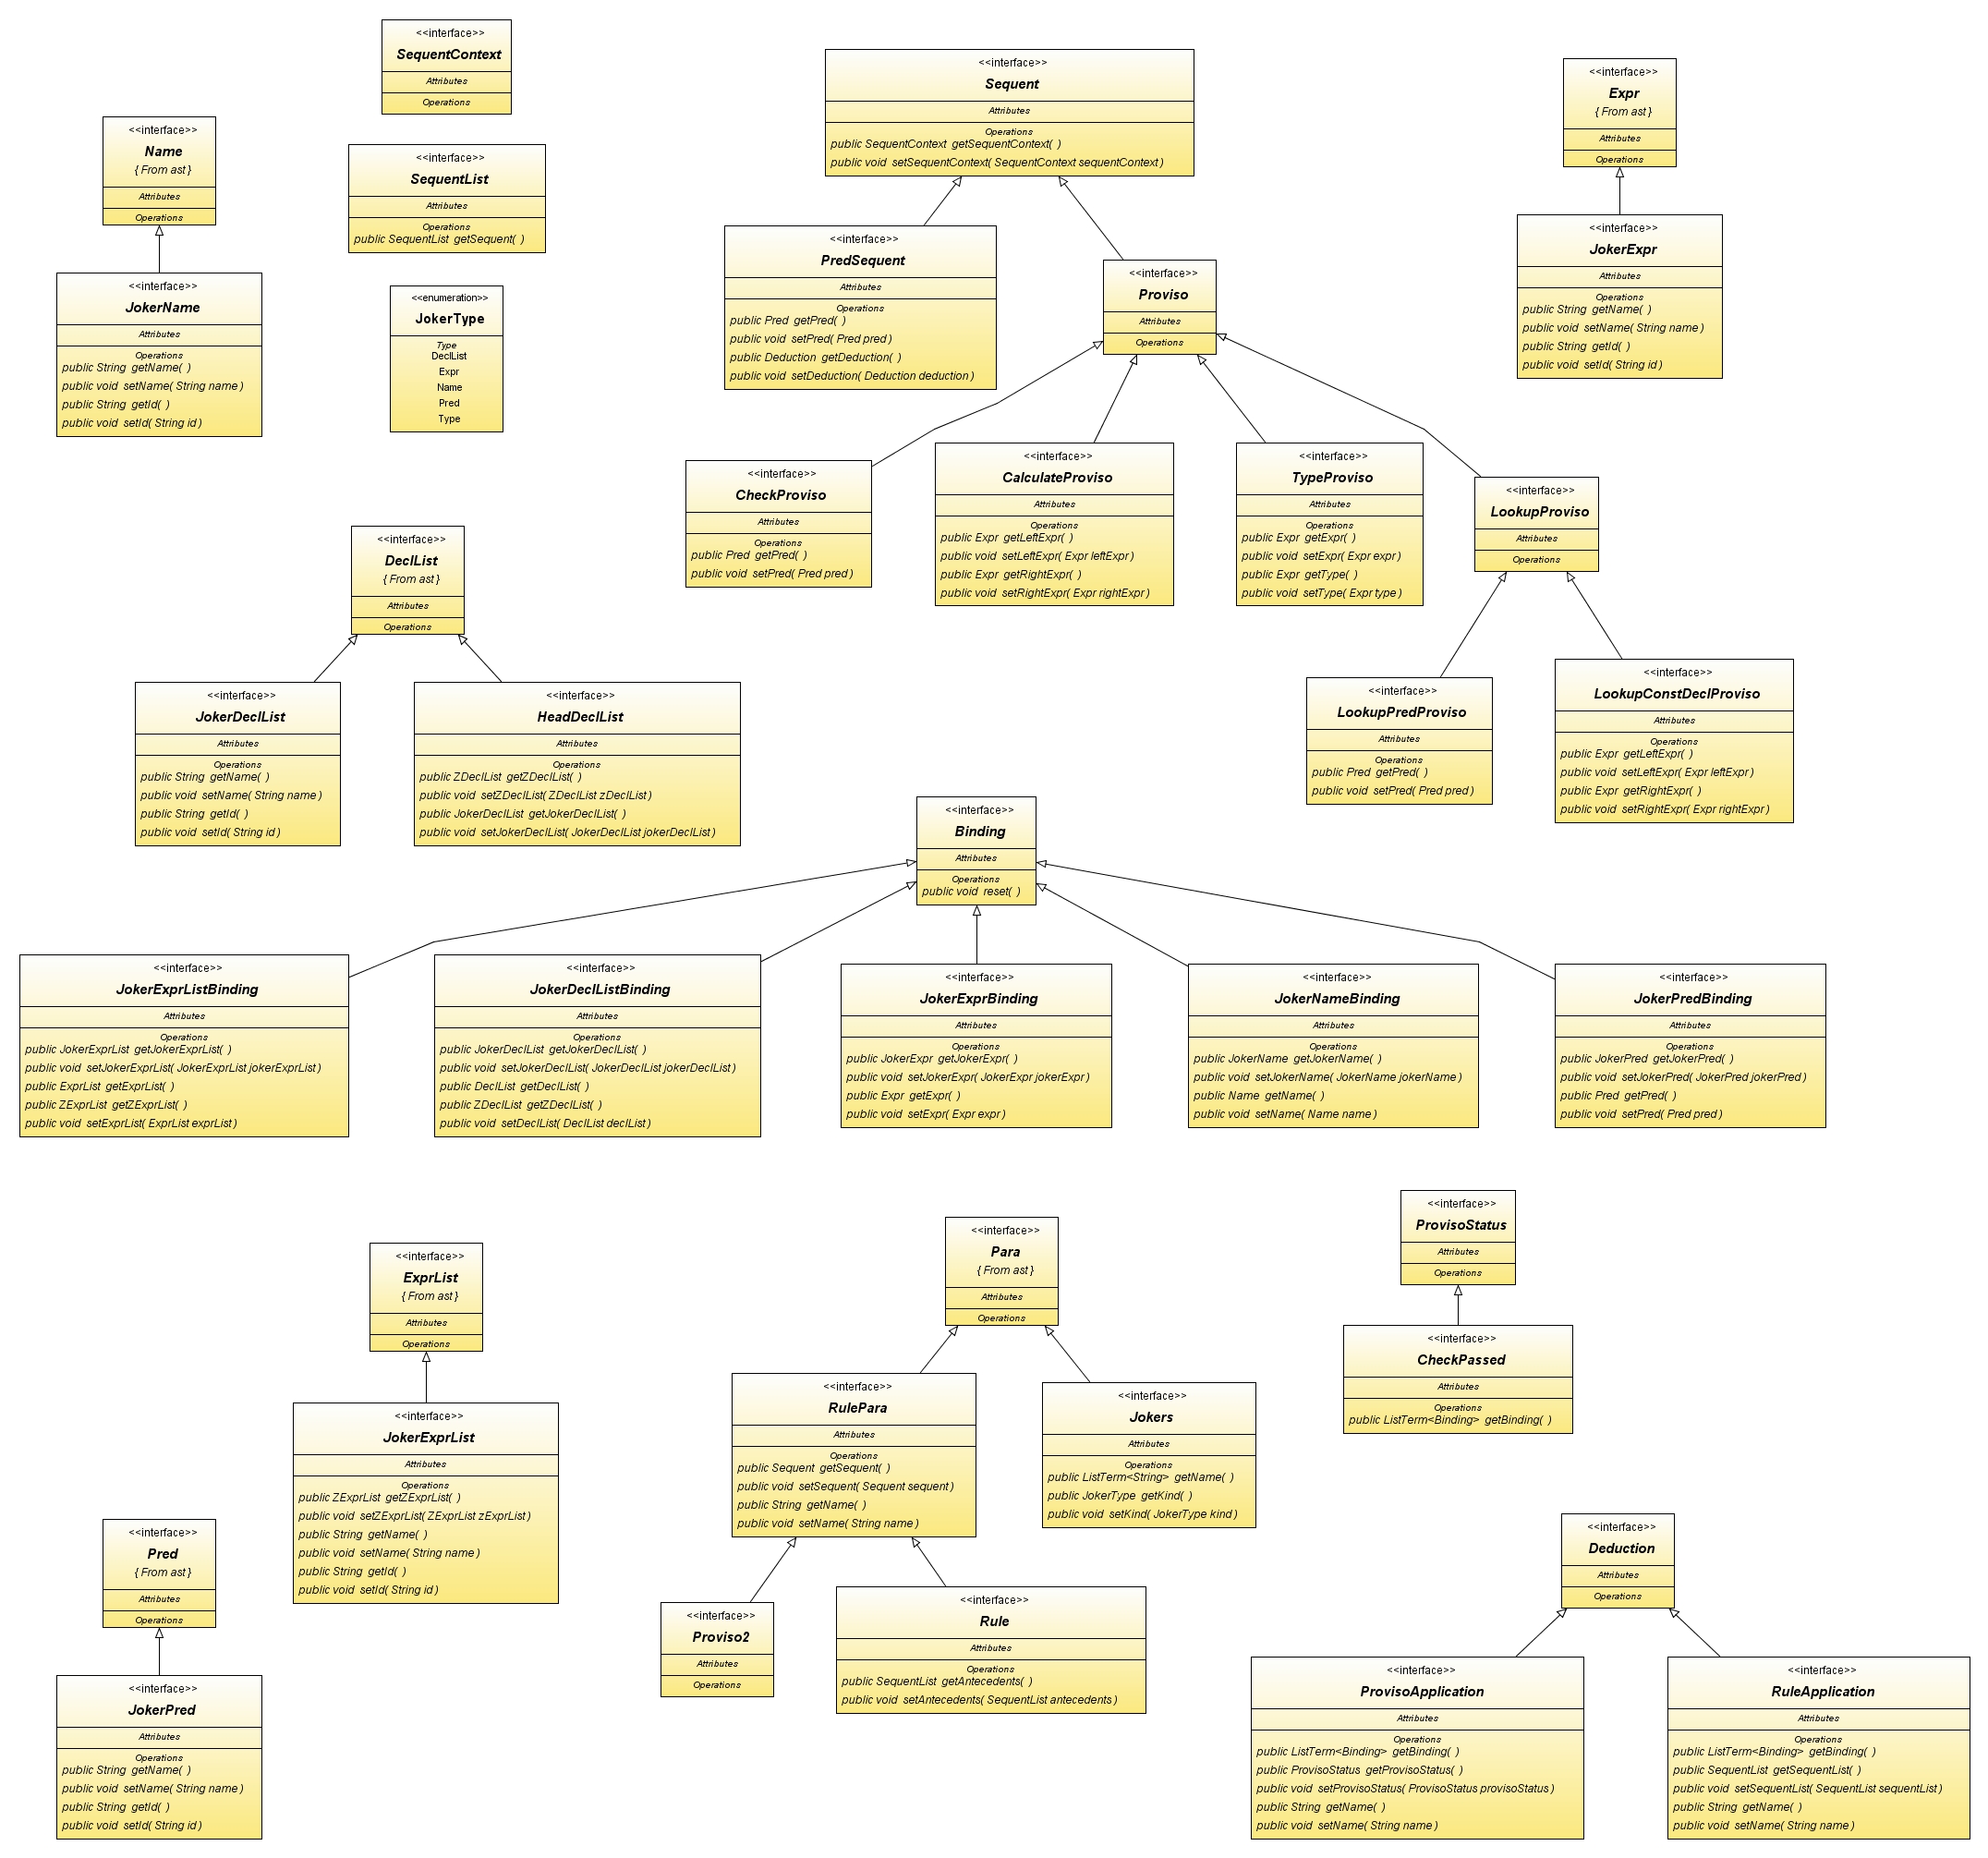 <<interface>>
SequentContext
Attributes
Operations
<<interface>>
Sequent
Attributes
Operations
public SequentContext getSequentContext( )
public void setSequentContext( SequentContext sequentContext )
<<interface>>
Expr
{ From ast }
Attributes
Operations
<<interface>>
Name
{ From ast }
Attributes
Operations
<<interface>>
SequentList
Attributes
Operations
public SequentList getSequent( )
<<interface>>
PredSequent
Attributes
Operations
public Pred getPred( )
public void setPred( Pred pred )
public Deduction getDeduction( )
public void setDeduction( Deduction deduction )
<<interface>>
Proviso
Attributes
Operations
<<interface>>
JokerExpr
Attributes
Operations
public String getName( )
public void setName( String name )
public String getId( )
public void setId( String id )
<<interface>>
JokerName
Attributes
Operations
public String getName( )
public void setName( String name )
public String getId( )
public void setId( String id )
<<enumeration>>
JokerType
Type
DeclList
Expr
Name
Pred
Type
<<interface>>
CheckProviso
Attributes
Operations
public Pred getPred( )
public void setPred( Pred pred )
<<interface>>
CalculateProviso
Attributes
Operations
public Expr getLeftExpr( )
public void setLeftExpr( Expr leftExpr )
public Expr getRightExpr( )
public void setRightExpr( Expr rightExpr )
<<interface>>
TypeProviso
Attributes
Operations
public Expr getExpr( )
public void setExpr( Expr expr )
public Expr getType( )
public void setType( Expr type )
<<interface>>
LookupProviso
Attributes
Operations
<<interface>>
DeclList
{ From ast }
Attributes
Operations
<<interface>>
JokerDeclList
Attributes
Operations
public String getName( )
public void setName( String name )
public String getId( )
public void setId( String id )
<<interface>>
HeadDeclList
Attributes
Operations
public ZDeclList getZDeclList( )
public void setZDeclList( ZDeclList zDeclList )
public JokerDeclList getJokerDeclList( )
public void setJokerDeclList( JokerDeclList jokerDeclList )
<<interface>>
LookupPredProviso
Attributes
Operations
public Pred getPred( )
public void setPred( Pred pred )
<<interface>>
LookupConstDeclProviso
Attributes
Operations
public Expr getLeftExpr( )
public void setLeftExpr( Expr leftExpr )
public Expr getRightExpr( )
public void setRightExpr( Expr rightExpr )
<<interface>>
Binding
Attributes
Operations
public void reset( )
<<interface>>
JokerExprListBinding
Attributes
Operations
public JokerExprList getJokerExprList( )
public void setJokerExprList( JokerExprList jokerExprList )
public ExprList getExprList( )
public ZExprList getZExprList( )
public void setExprList( ExprList exprList )
<<interface>>
JokerDeclListBinding
Attributes
Operations
public JokerDeclList getJokerDeclList( )
public void setJokerDeclList( JokerDeclList jokerDeclList )
public DeclList getDeclList( )
public ZDeclList getZDeclList( )
public void setDeclList( DeclList declList )
<<interface>>
JokerExprBinding
Attributes
Operations
public JokerExpr getJokerExpr( )
public void setJokerExpr( JokerExpr jokerExpr )
public Expr getExpr( )
public void setExpr( Expr expr )
<<interface>>
JokerNameBinding
Attributes
Operations
public JokerName getJokerName( )
public void setJokerName( JokerName jokerName )
public Name getName( )
public void setName( Name name )
<<interface>>
JokerPredBinding
Attributes
Operations
public JokerPred getJokerPred( )
public void setJokerPred( JokerPred jokerPred )
public Pred getPred( )
public void setPred( Pred pred )
<<interface>>
ExprList
{ From ast }
Attributes
Operations
<<interface>>
Para
{ From ast }
Attributes
Operations
<<interface>>
ProvisoStatus
Attributes
Operations
<<interface>>
CheckPassed
Attributes
Operations
public ListTerm<Binding> getBinding( )
<<interface>>
JokerExprList
Attributes
Operations
public ZExprList getZExprList( )
public void setZExprList( ZExprList zExprList )
public String getName( )
public void setName( String name )
public String getId( )
public void setId( String id )
<<interface>>
RulePara
Attributes
Operations
public Sequent getSequent( )
public void setSequent( Sequent sequent )
public String getName( )
public void setName( String name )
<<interface>>
Jokers
Attributes
Operations
public ListTerm<String> getName( )
public JokerType getKind( )
public void setKind( JokerType kind )
<<interface>>
Pred
{ From ast }
Attributes
Operations
<<interface>>
Proviso2
Attributes
Operations
<<interface>>
Rule
Attributes
Operations
public SequentList getAntecedents( )
public void setAntecedents( SequentList antecedents )
<<interface>>
Deduction
Attributes
Operations
<<interface>>
JokerPred
Attributes
Operations
public String getName( )
public void setName( String name )
public String getId( )
public void setId( String id )
<<interface>>
ProvisoApplication
Attributes
Operations
public ListTerm<Binding> getBinding( )
public ProvisoStatus getProvisoStatus( )
public void setProvisoStatus( ProvisoStatus provisoStatus )
public String getName( )
public void setName( String name )
<<interface>>
RuleApplication
Attributes
Operations
public ListTerm<Binding> getBinding( )
public SequentList getSequentList( )
public void setSequentList( SequentList sequentList )
public String getName( )
public void setName( String name )